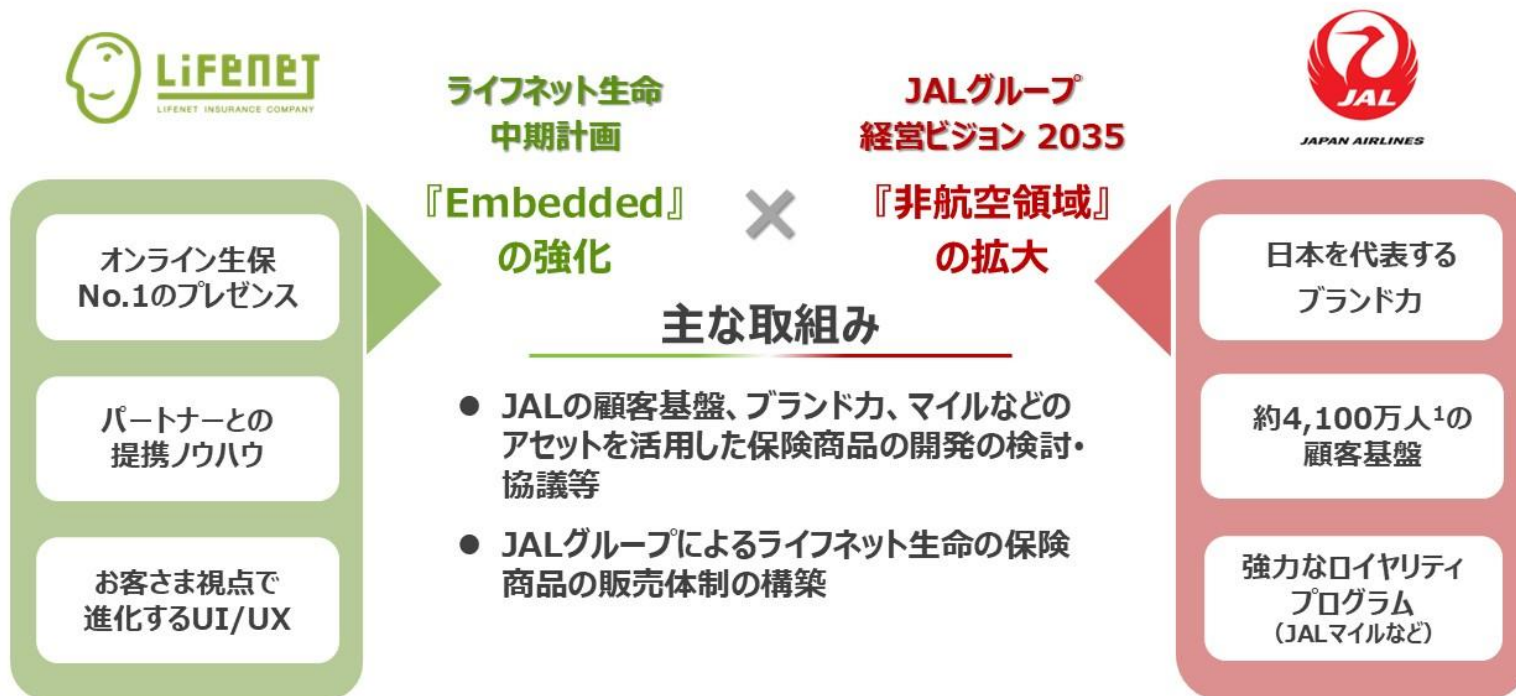 LIFENET
LIFENET INSURANCE COMPANY
ライフネット生命
中期計画
『Embedded』
の強化
×
JALグループ
経営ビジョン 2035
『非航空領域』
の拡大
JAL
JAPAN AIRLINES
オンライン生保
No.1のプレゼンス
パートナーとの
提携ノウハウ
お客さま視点で
進化するUI/UX
主な取組み
● JALの顧客基盤、ブランド力、マイルなどの
アセットを活用した保険商品の開発の検討・
協議等
● JALグループによるライフネット生命の保険
商品の販売体制の構築
日本を代表する
ブランド力
約4,100万人¹の
顧客基盤
強力なロイヤリティ
プログラム
（JALマイルなど）